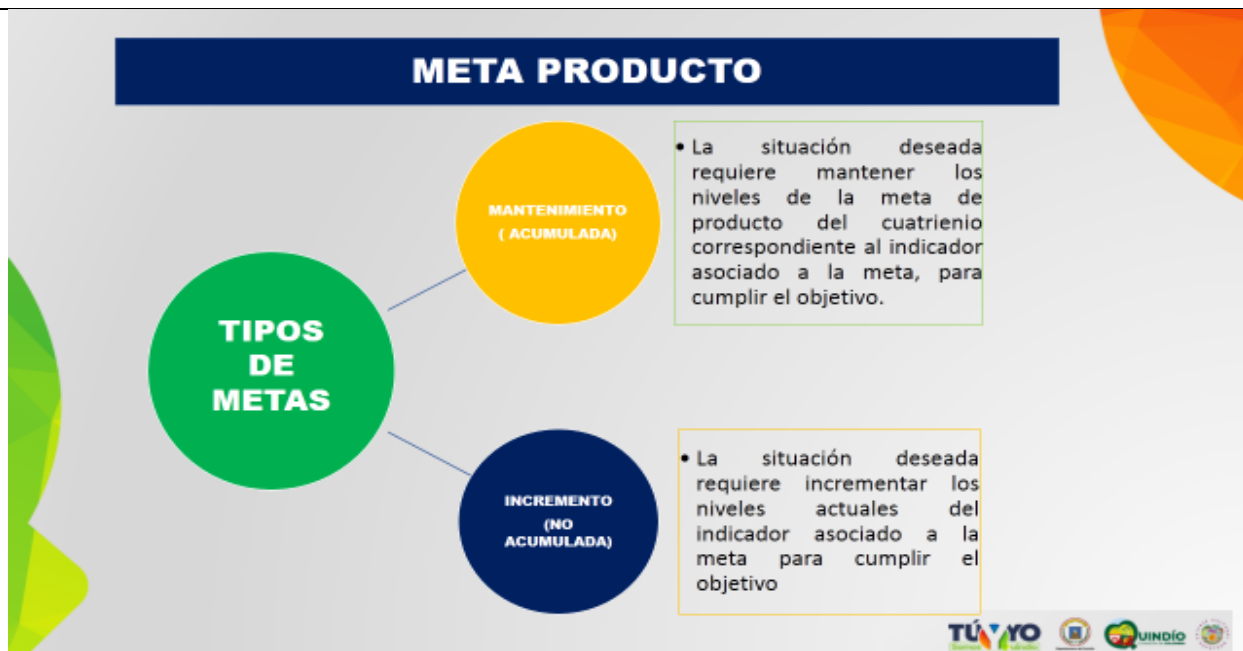 META PRODUCTO
MANTENIMIENTO
( ACUMULADA)
• La situación deseada
requiere mantener los
niveles de la meta de
producto del cuatrienio
correspondiente al indicador
asociado a la meta, para
cumplir el objetivo.
TIPOS
DE
METAS
INCREMENTO
(NO
ACUMULADA)
• La situación deseada
requiere incrementar los
niveles actuales del
indicador asociado a la
meta para cumplir el
objetivo
TÚ Y YO
QUINDÍO